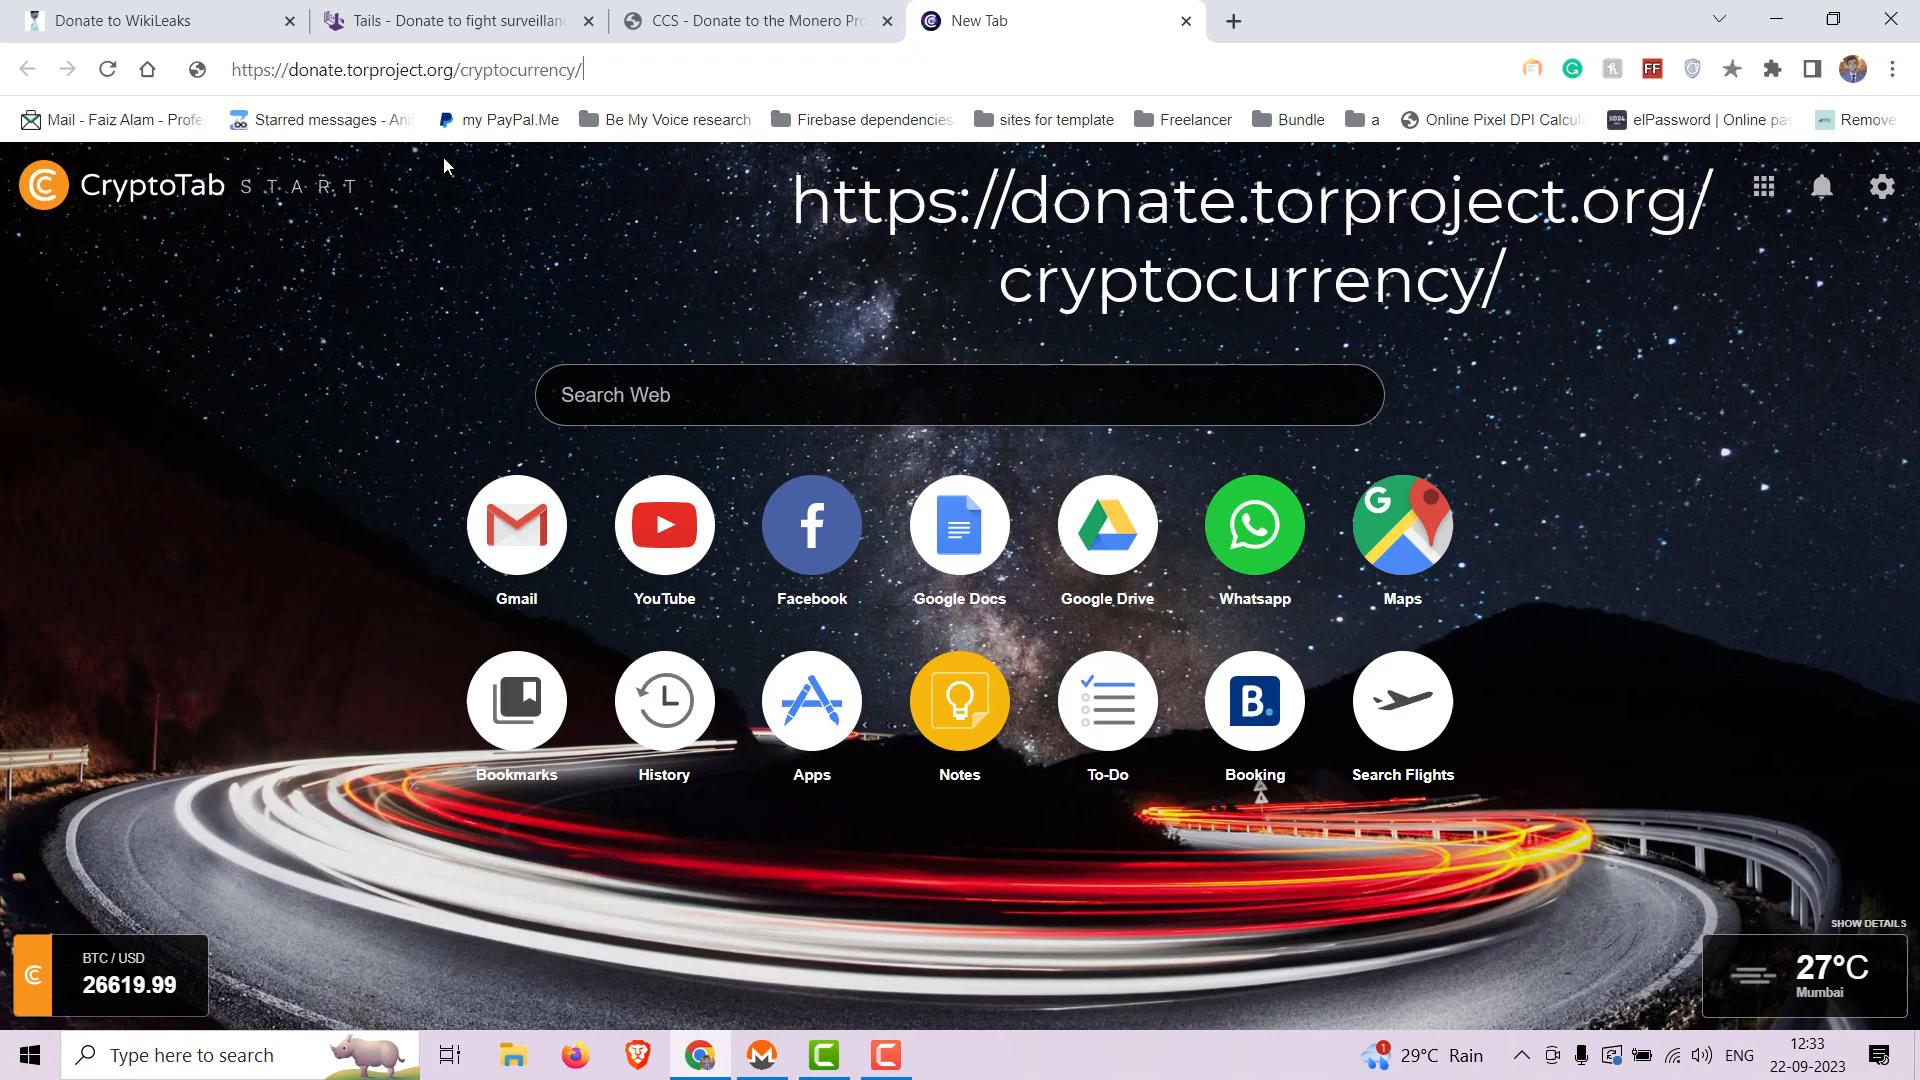 Donate to WikiLeaks
Tails - Donate to fight surveillan
CCS - Donate to the Monero Pro
New Tab
https://donate.torproject.org/cryptocurrency/
Mail - Faiz Alam - Profe
Starred messages - Anit
my PayPal.Me
Be My Voice research
Firebase dependencies
sites for template
Freelancer
Bundle
a
Online Pixel DPI Calcul
elPassword | Online pas
Remove
CryptoTab START
https://donate.torproject.org/
cryptocurrency/
Search Web
Gmail
YouTube
Facebook
Google Docs
Google Drive
Whatsapp
Maps
Bookmarks
History
Apps
Notes
To-Do
Booking
Search Flights
SHOW DETAILS
BTC / USD
26619.99
27°C
Mumbai
Type here to search
1
29°C Rain
ENG
12:33
22-09-2023